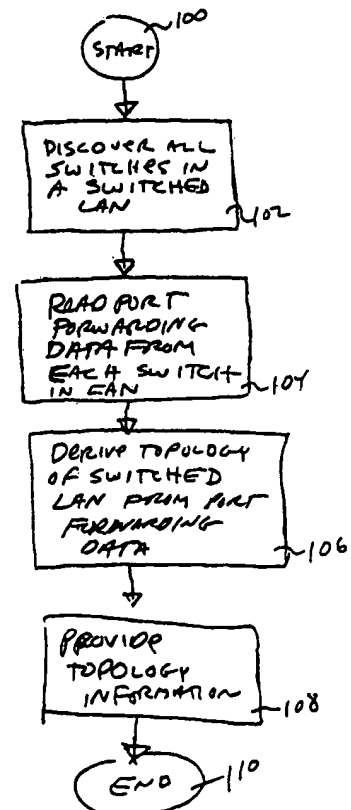 100
START
DISCOVER ALL
SWITCHES IN
A SWITCHED
LAN
102
READ PORT
FORWARDING
DATA FROM
EACH SWITCH
IN LAN
104
DERIVE TOPOLOGY
OF SWITCHED
LAN FROM PORT
FORWARDING
DATA
106
PROVIDE
TOPOLOGY
INFORMATION
108
END
110